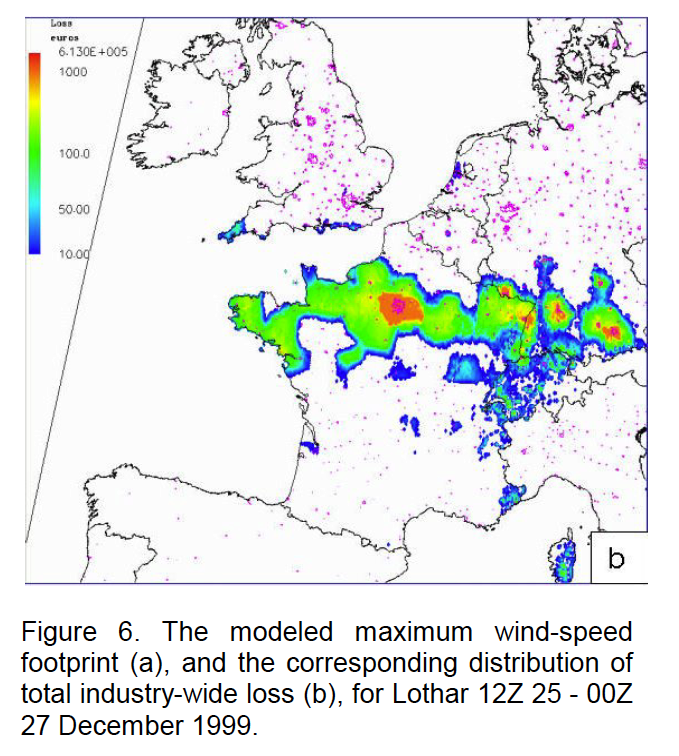 Loss
euros
6.130E+005
1000
100.0
50.00
10.00
b
Figure 6. The modeled maximum wind-speed
footprint (a), and the corresponding distribution of
total industry-wide loss (b), for Lothar 12Z 25 - 00Z
27 December 1999.